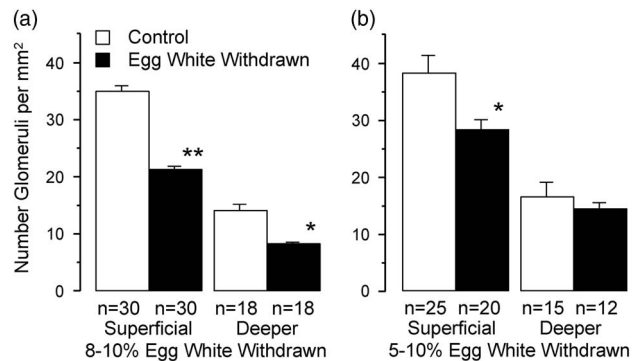 (a)
Control
Egg White Withdrawn
Number Glomeruli per mm²
40
30
20
10
0
**
*
n=30 n=30 n=18 n=18
Superficial Deeper
8-10% Egg White Withdrawn
(b)
40
30
20
10
0
*
n=25 n=20 n=15 n=12
Superficial Deeper
5-10% Egg White Withdrawn